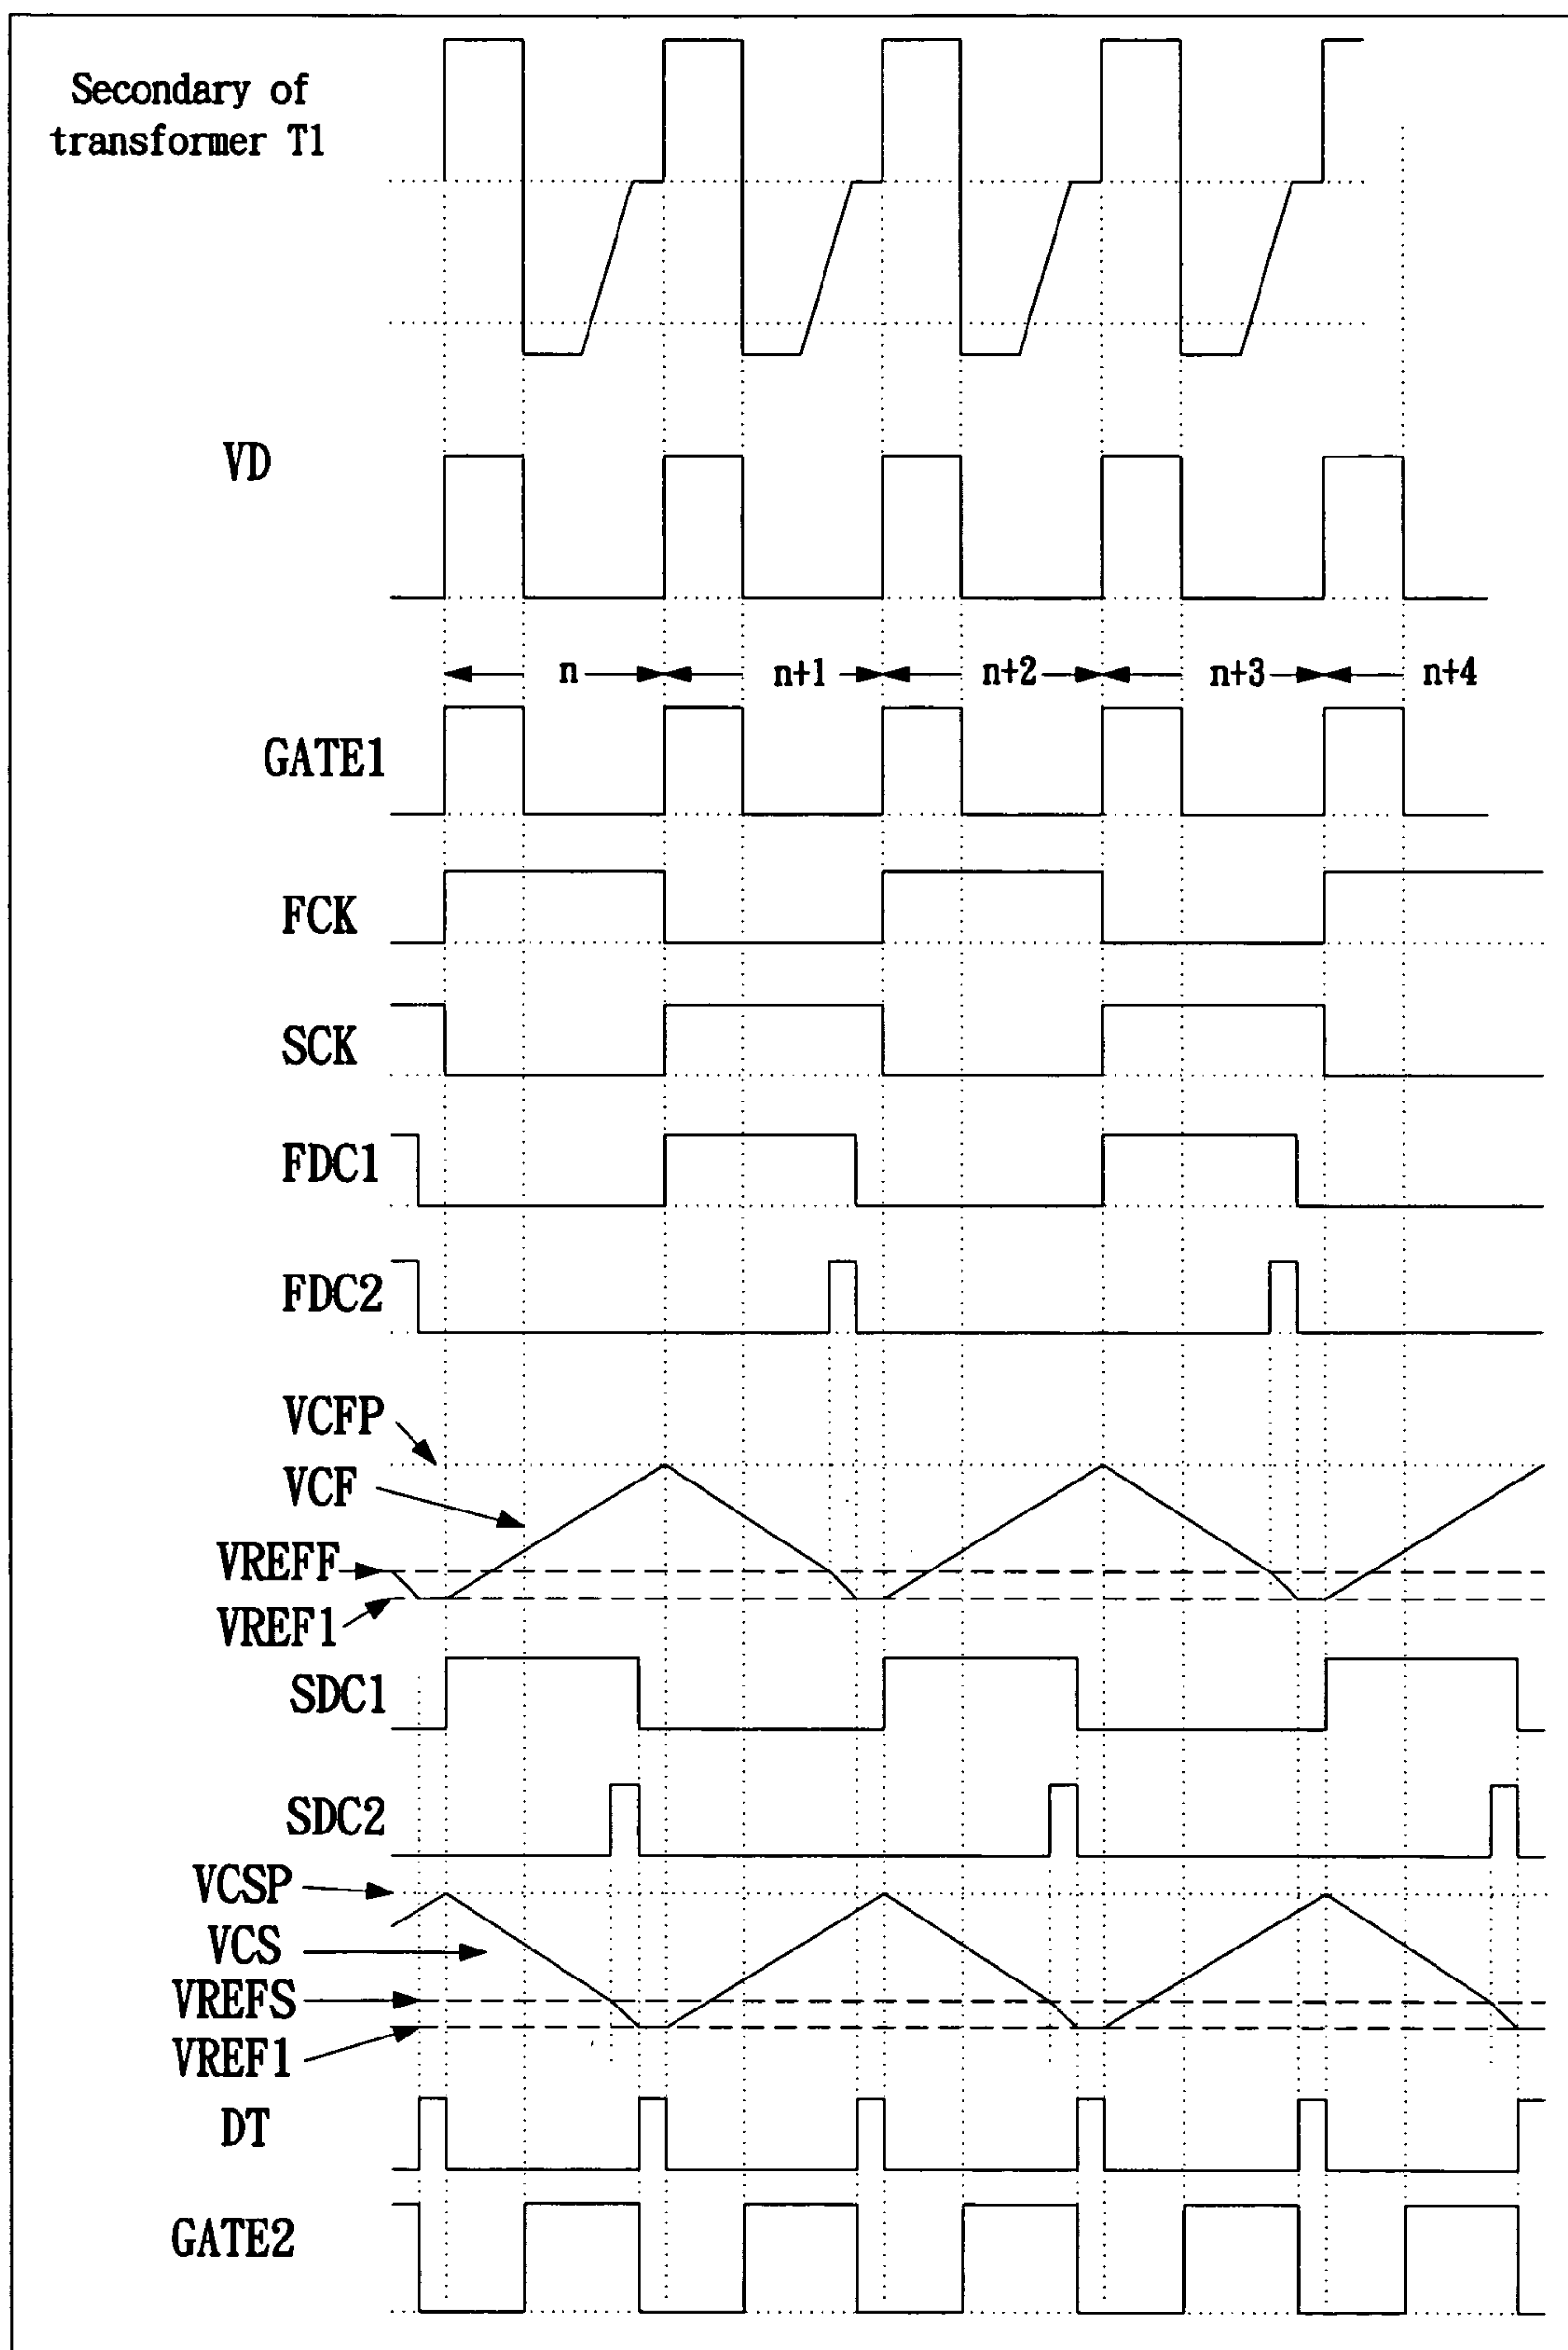 Secondary of
transformer T1
VD
n
n+1
n+2
n+3
n+4
GATE1
FCK
SCK
FDC1
FDC2
VCFP
VCF
VREFF
VREF1
SDC1
SDC2
VCSP
VCS
VREFS
VREF1
DT
GATE2